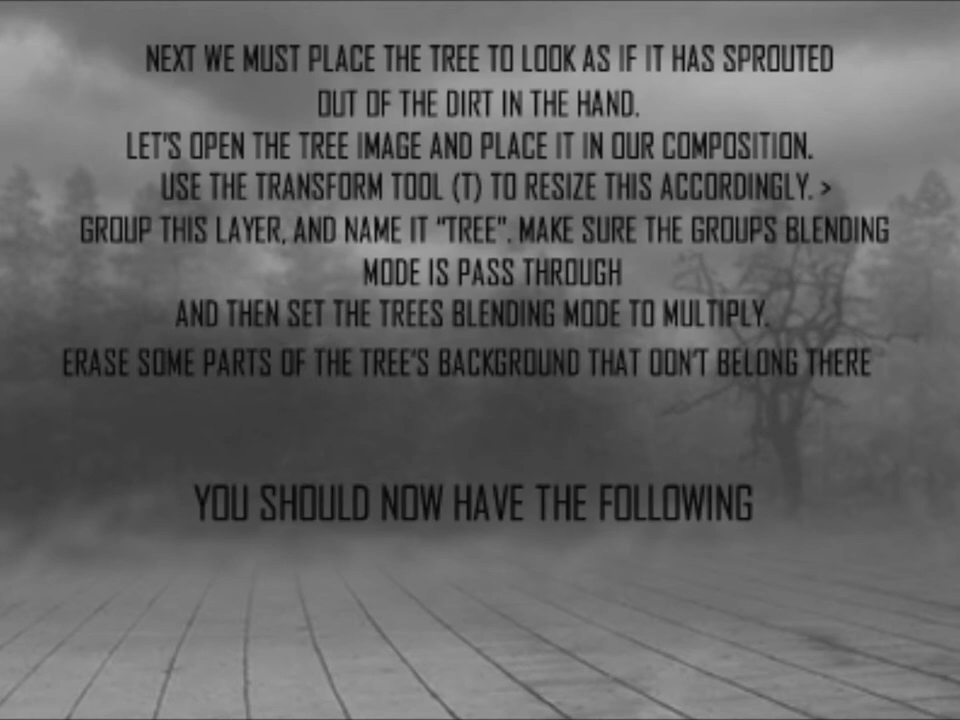 NEXT WE MUST PLACE THE TREE TO LOOK AS IF IT HAS SPROUTED
OUT OF THE DIRT IN THE HAND.
LET'S OPEN THE TREE IMAGE AND PLACE IT IN OUR COMPOSITION.
USE THE TRANSFORM TOOL (T) TO RESIZE THIS ACCORDINGLY. >
GROUP THIS LAYER, AND NAME IT "TREE". MAKE SURE THE GROUPS BLENDING
MODE IS PASS THROUGH
AND THEN SET THE TREES BLENDING MODE TO MULTIPLY.
ERASE SOME PARTS OF THE TREE'S BACKGROUND THAT DON'T BELONG THERE
YOU SHOULD NOW HAVE THE FOLLOWING